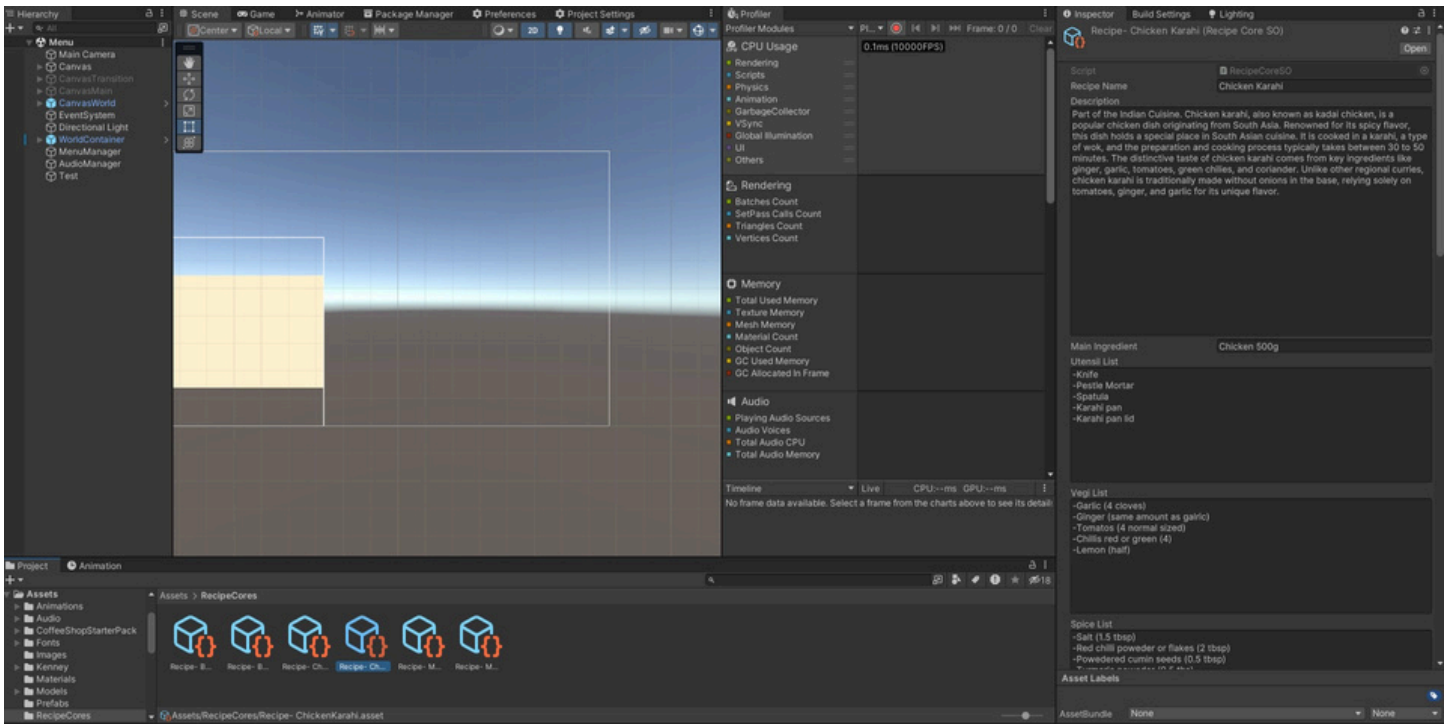 Hierarchy
All
Menu
Main Camera
Canvas
CanvasTransition
CanvasMain
CanvasWorld
EventSystem
Directional Light
WorldContainer
MenuManager
AudioManager
Test
Scene
Game
Animator
Package Manager
Preferences
Project Settings
Center
Local
2D
Profiler
Profiler Modules
Frame: 0 / 0
Clear
CPU Usage
0.1ms (10000FPS)
Rendering
Scripts
Physics
Animation
GarbageCollector
VSync
Global Illumination
UI
Others
Rendering
Batches Count
SetPass Calls Count
Triangles Count
Vertices Count
Memory
Total Used Memory
Texture Memory
Mesh Memory
Material Count
Object Count
GC Used Memory
GC Allocated In Frame
Audio
Playing Audio Sources
Audio Voices
Total Audio CPU
Total Audio Memory
Timeline
Live
CPU:--ms GPU:--ms
No frame data available. Select a frame from the charts above to see its detail
Inspector
Build Settings
Lighting
Recipe- Chicken Karahi (Recipe Core SO)
Open
Script
RecipeCoreSO
Recipe Name
Chicken Karahi
Description
Part of the Indian Cuisine. Chicken karahi, also known as kadai chicken, is a
popular chicken dish originating from South Asia. Renowned for its spicy flavor,
this dish holds a special place in South Asian cuisine. It is cooked in a karahi, a type
of wok, and the preparation and cooking process typically takes between 30 to 50
minutes. The distinctive taste of chicken karahi comes from key ingredients like
ginger, garlic, tomatoes, green chilies, and coriander. Unlike other regional curries,
chicken karahi is traditionally made without onions in the base, relying solely on
tomatoes, ginger, and garlic for its unique flavor.
Main Ingredient
Chicken 500g
Utensil List
-Knife
-Pestle Mortar
-Spatula
-Karahi pan
-Karahi pan lid
Vegi List
-Garlic (4 cloves)
-Ginger (same amount as galric)
-Tomatos (4 normal sized)
-Chillis red or green (4)
-Lemon (half)
Spice List
-Salt (1.5 tbsp)
-Red chilli poweder or flakes (2 tbsp)
-Powedered cumin seeds (0.5 tbsp)
Asset Labels
AssetBundle
None
None
Project
Animation
18
Assets
Animations
Audio
CoffeeShopStarterPack
Fonts
Images
Kenney
Materials
Models
Prefabs
RecipeCores
Assets > RecipeCores
Recipe- B...
Recipe- B...
Recipe- Ch...
Recipe- Ch...
Recipe- M...
Recipe- M...
Assets/RecipeCores/Recipe- ChickenKarahi.asset